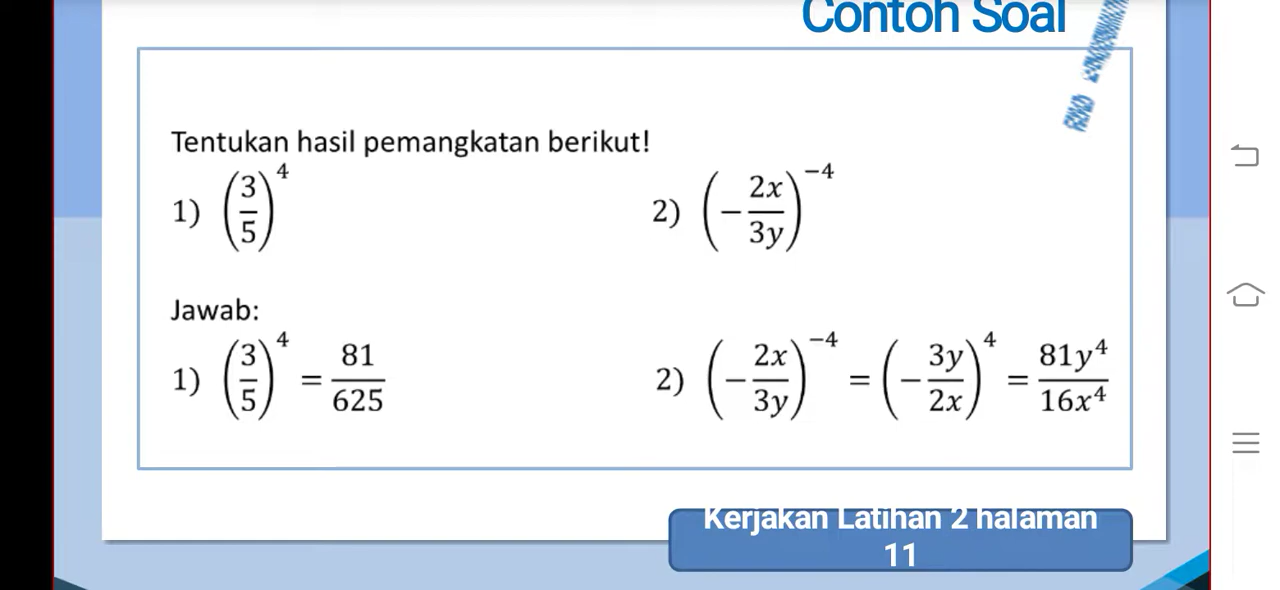 Contoh Soal
Tentukan hasil pemangkatan berikut!
1) (3/5)^4
2) (-2x/3y)^-4
Jawab:
1) (3/5)^4 = 81/625
2) (-2x/3y)^-4 = (-3y/2x)^4 = 81y^4/16x^4
Kerjakan Latihan 2 halaman
11